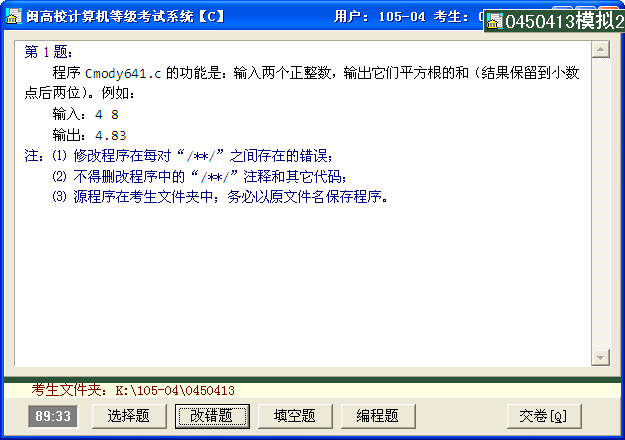 闽高校计算机等级考试系统【C】 用户: 105-04 考生:
0450413模拟2
第 1 题:
程序 Cmody641.c 的功能是: 输入两个正整数, 输出它们平方根的和 (结果保留到小数
点后两位)。例如:
输入: 4 8
输出: 4.83
注: ⑴ 修改程序在每对“/**/”之间存在的错误;
⑵ 不得删改程序中的“/**/”注释和其它代码;
⑶ 源程序在考生文件夹中; 务必以原文件名保存程序。
考生文件夹: K:\105-04\0450413
89:33 选择题 改错题 填空题 编程题 交卷[Q]